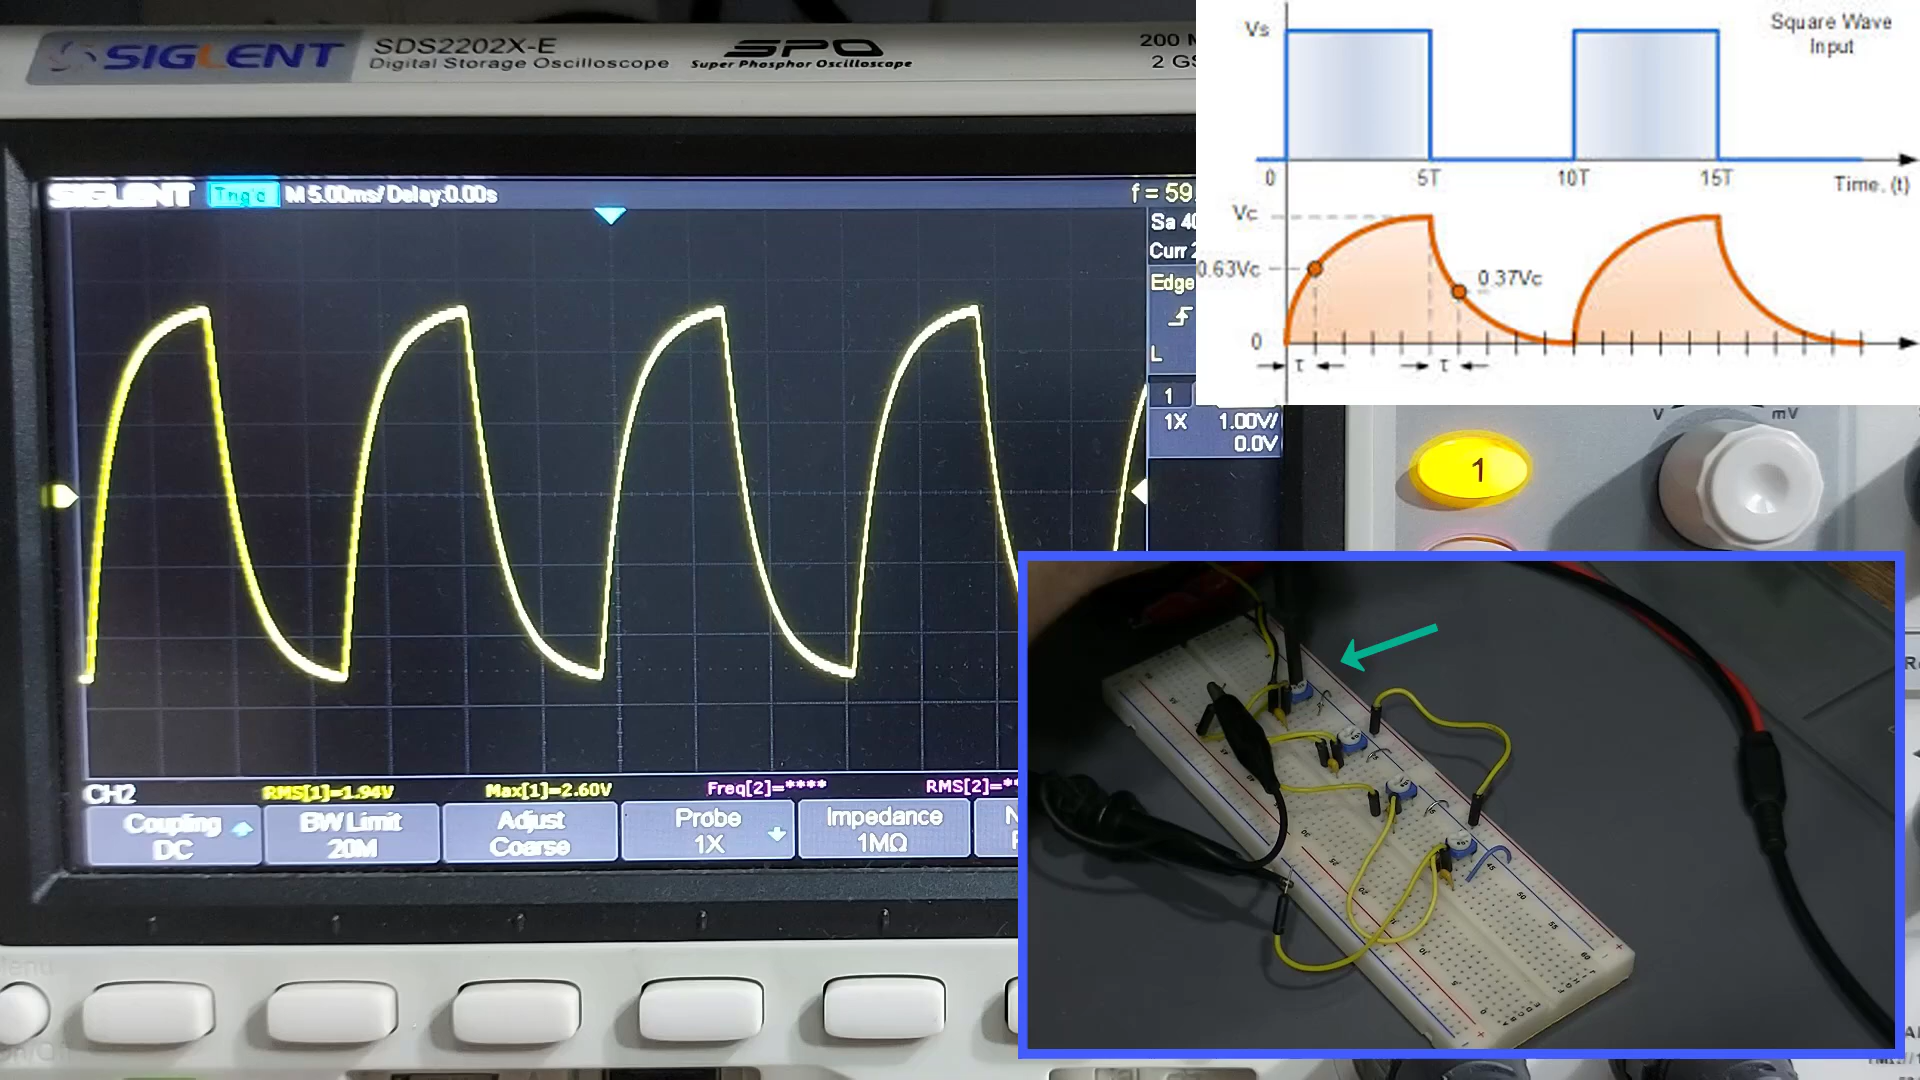 SIGLENT SDS2202X-E
Digital Storage Oscilloscope
SPO
Super Phosphor Oscilloscope
200
2
SIGLENT Trig'd M 5.00ms/ Delay:0.00s
f = 59.
Sa
Curr
Edge
L
1
1X 1.00V/
0.0V
CH2 RMS[1]=1.94V Max[1]=2.60V Freq[2]=**** RMS[2]=**
Coupling
DC
BW Limit
20M
Adjust
Coarse
Probe
1X
Impedance
1MΩ
Square Wave
Input
Vs
0 5T 10T 15T
Time. (t)
Vc
0.63Vc
0.37Vc
0
τ τ
V mV
1